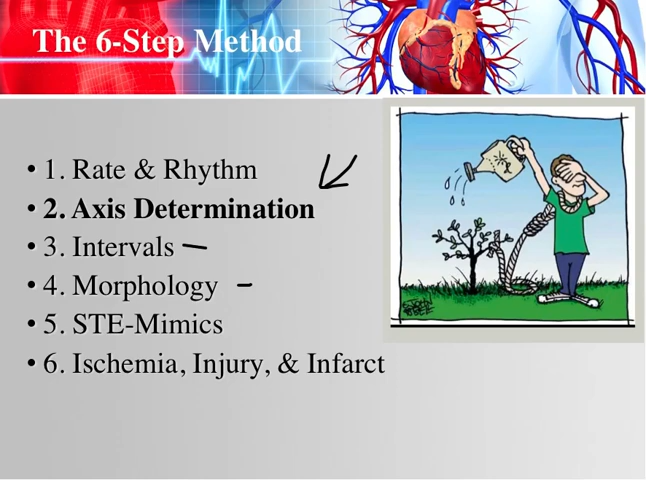 The 6-Step Method
• 1. Rate & Rhythm
• 2. Axis Determination
• 3. Intervals
• 4. Morphology
• 5. STE-Mimics
• 6. Ischemia, Injury, & Infarct